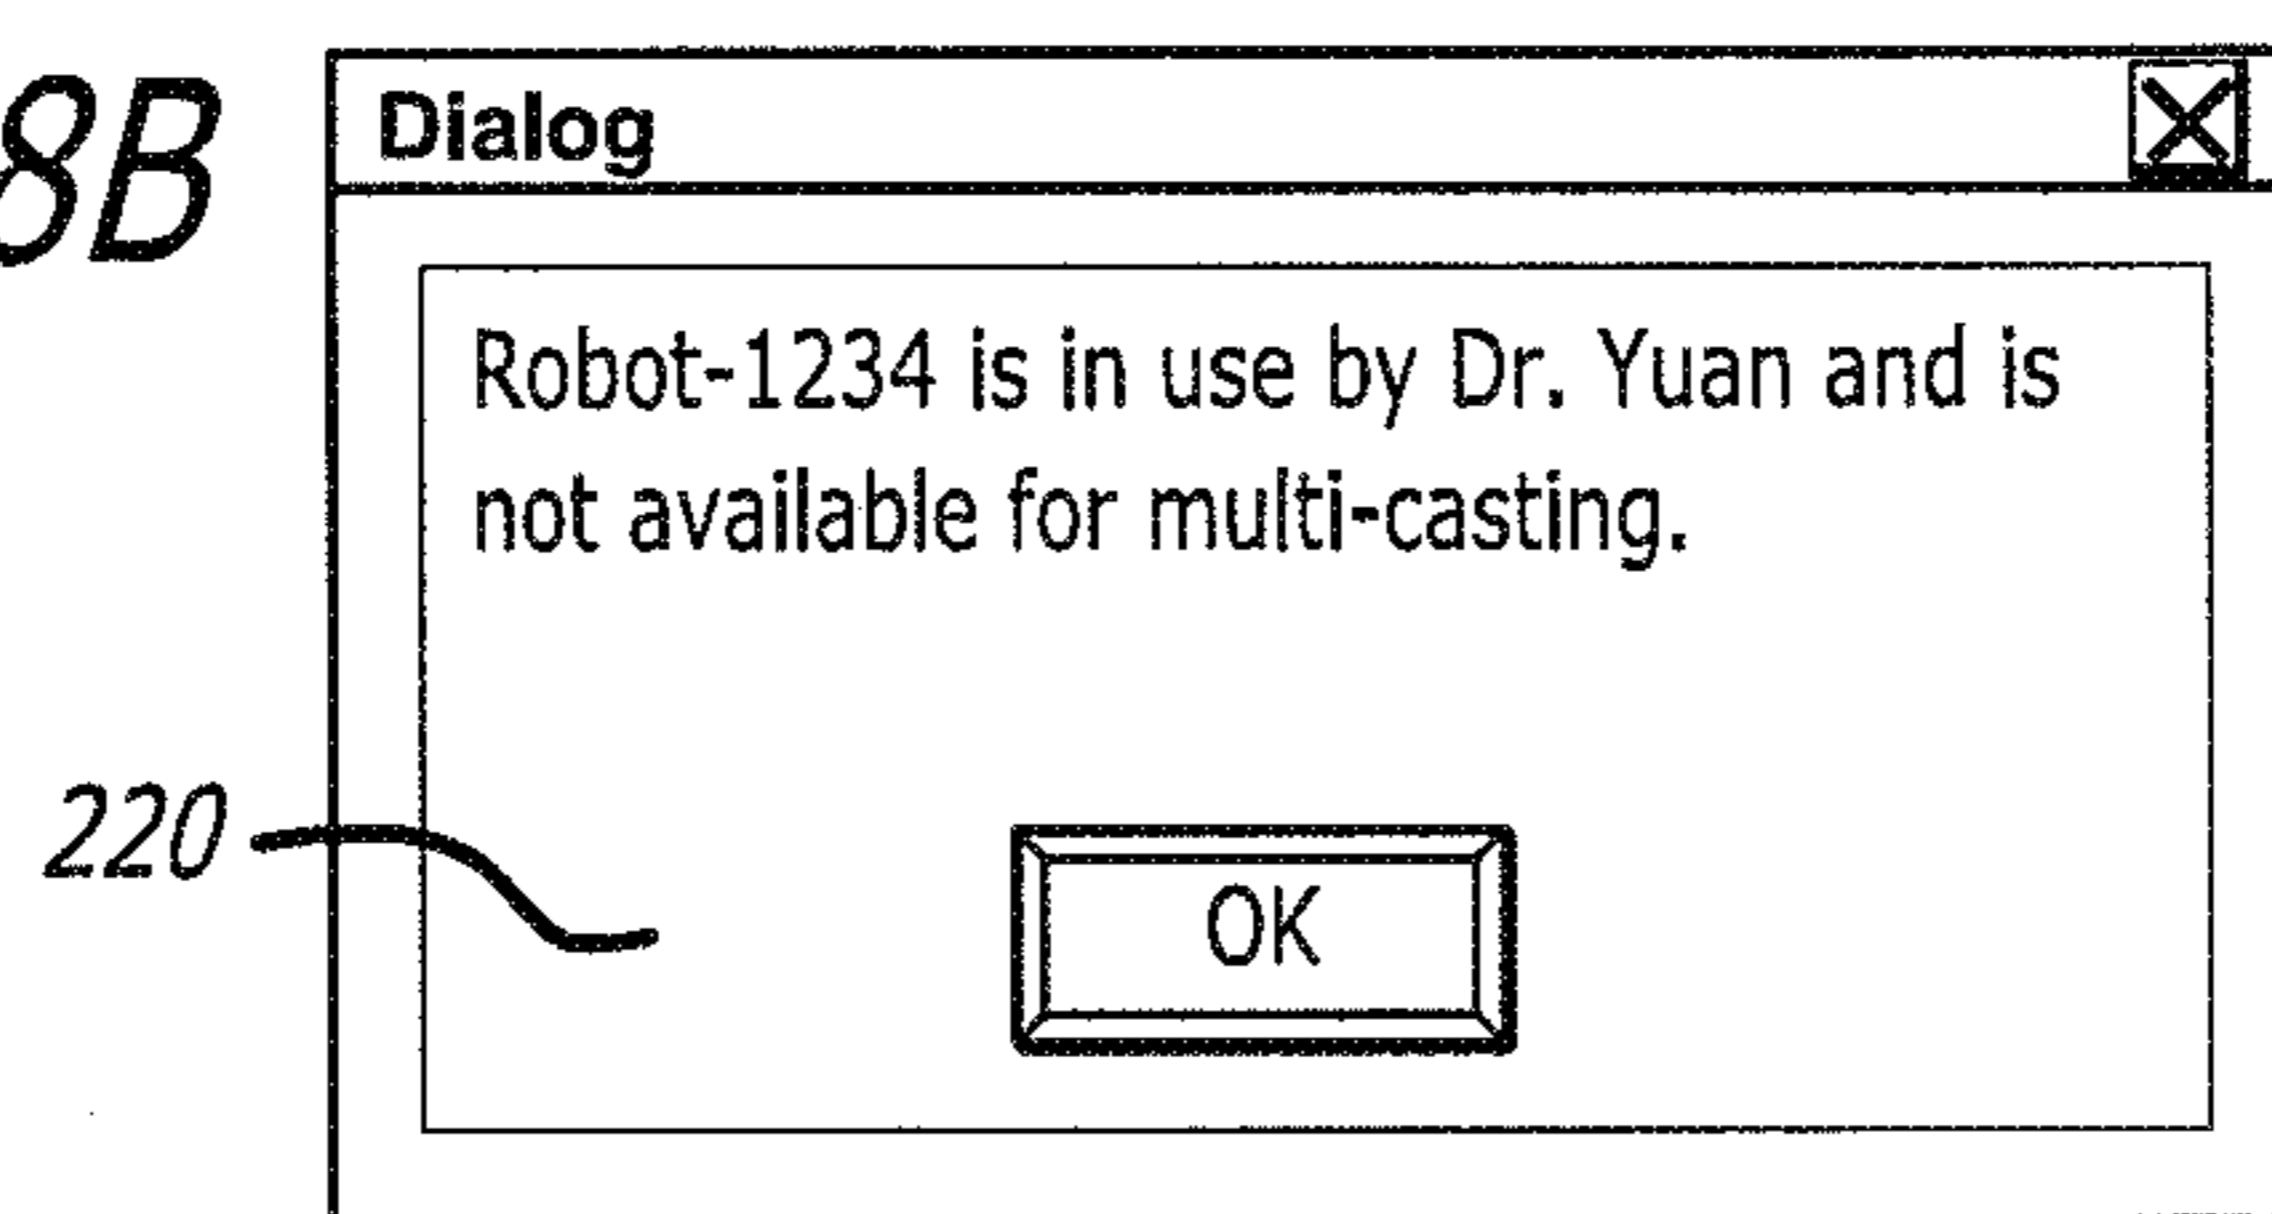 8B
Dialog
Robot-1234 is in use by Dr. Yuan and is
not available for multi-casting.
220
OK